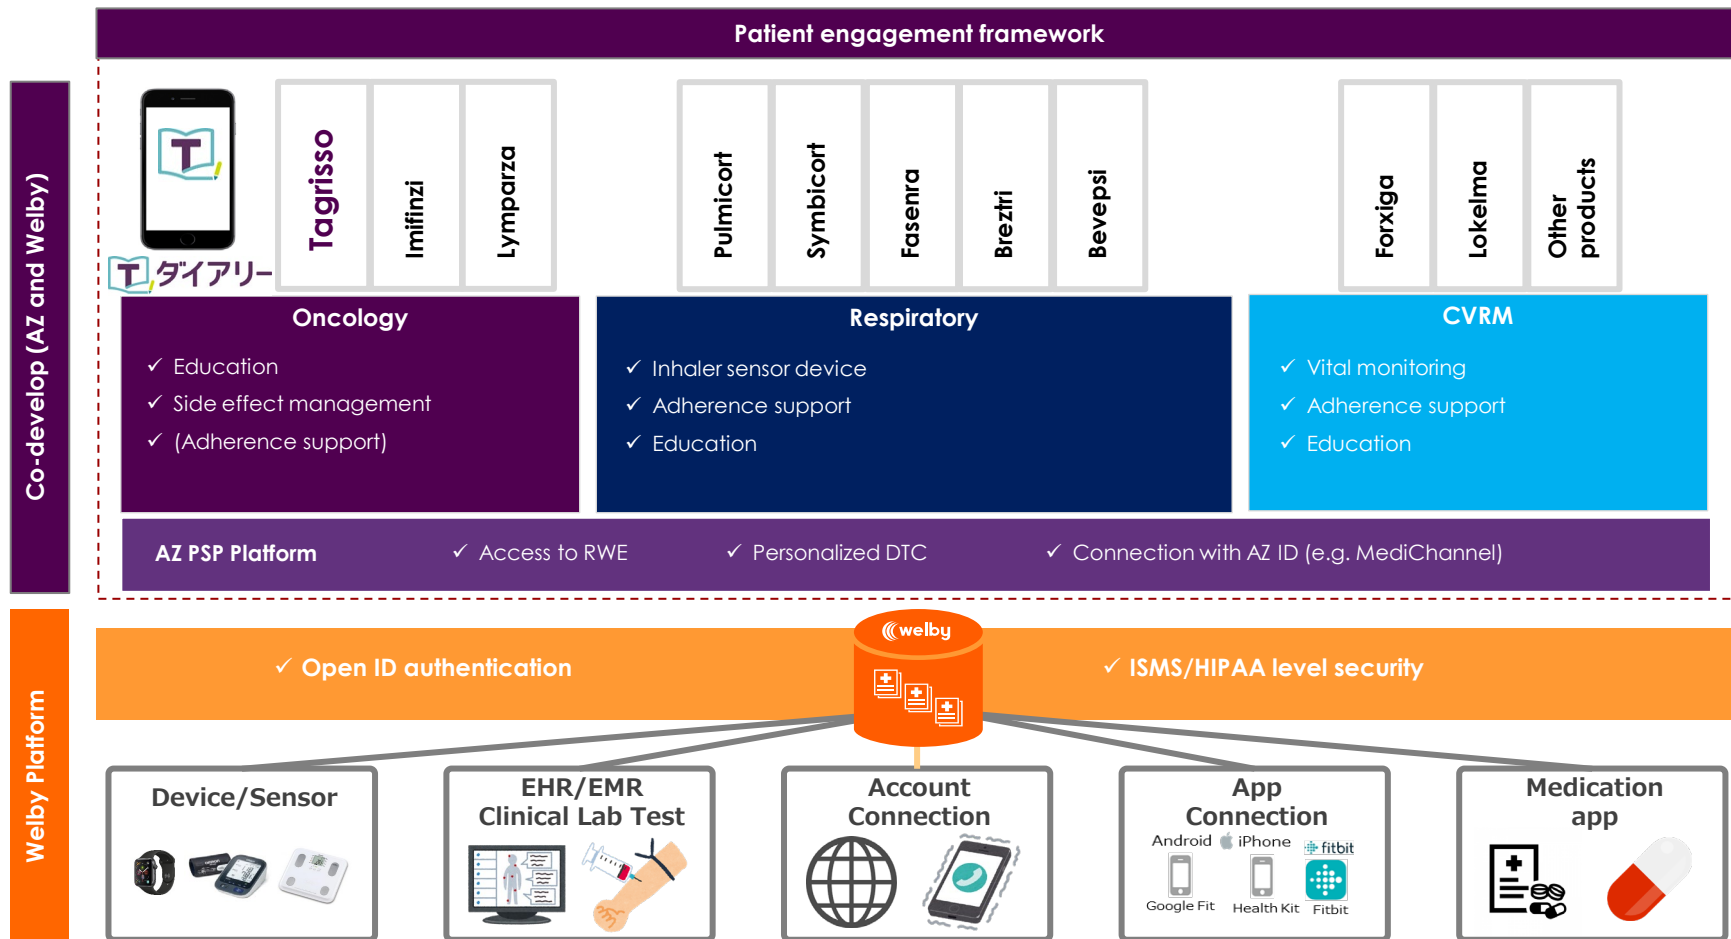 Patient engagement framework
Co-develop (AZ and Welby)
T
T ダイアリー
Tagrisso
Imifinzi
Lymparza
Pulmicort
Symbicort
Fasenra
Breztri
Bevepsi
Forxiga
Lokelma
Other
products
Oncology
✓ Education
✓ Side effect management
✓ (Adherence support)
Respiratory
✓ Inhaler sensor device
✓ Adherence support
✓ Education
CVRM
✓ Vital monitoring
✓ Adherence support
✓ Education
AZ PSP Platform
✓ Access to RWE
✓ Personalized DTC
✓ Connection with AZ ID (e.g. MediChannel)
Welby Platform
✓ Open ID authentication
welby
✓ ISMS/HIPAA level security
Device/Sensor
EHR/EMR
Clinical Lab Test
Account
Connection
App
Connection
Android
iPhone
fitbit
Google Fit
Health Kit
Fitbit
Medication
app